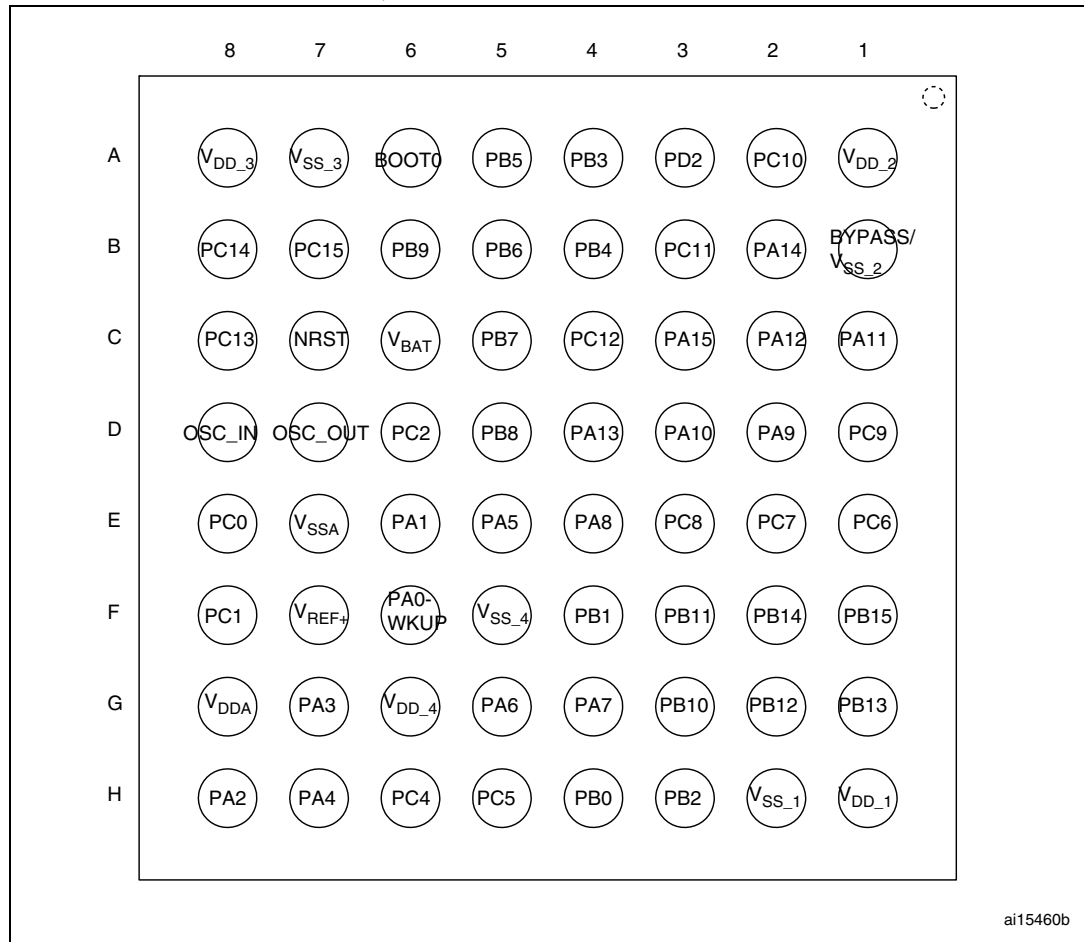 8 7 6 5 4 3 2 1
A VDD_3 VSS_3 BOOT0 PB5 PB3 PD2 PC10 VDD_2
B PC14 PC15 PB9 PB6 PB4 PC11 PA14 BYPASS/
VSS_2
C PC13 NRST VBAT PB7 PC12 PA15 PA12 PA11
D OSC_IN OSC_OUT PC2 PB8 PA13 PA10 PA9 PC9
E PC0 VSSA PA1 PA5 PA8 PC8 PC7 PC6
F PC1 VREF+ PA0-
WKUP VSS_4 PB1 PB11 PB14 PB15
G VDDA PA3 VDD_4 PA6 PA7 PB10 PB12 PB13
H PA2 PA4 PC4 PC5 PB0 PB2 VSS_1 VDD_1
ai15460b